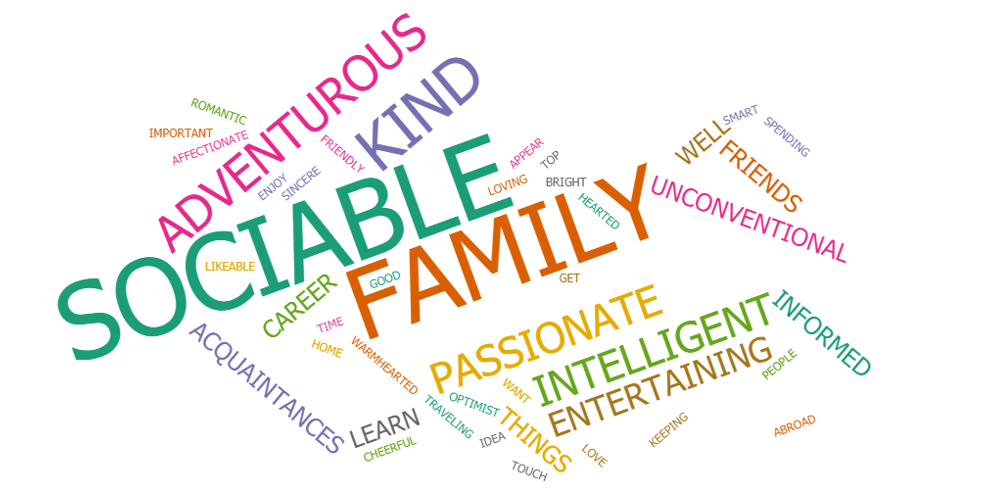 ADVENTUROUS
KIND
ROMANTIC
IMPORTANT
AFFECTIONATE
FRIENDLY
ENJOY
SINCERE
SOCIABLE
LIKEABLE
APPEAR
TOP
LOVING
BRIGHT
HEARTED
FAMILY
WELL
SMART
SPENDING
FRIENDS
UNCONVENTIONAL
GOOD
GET
CAREER
TIME
HOME
WARMHEARTED
ACQUAINTANCES
PASSIONATE
INTELLIGENT
ENTERTAINING
INFORMED
PEOPLE
WANT
OPTIMIST
TRAVELING
LEARN
CHEERFUL
THINGS
IDEA
TOUCH
LOVE
KEEPING
ABROAD